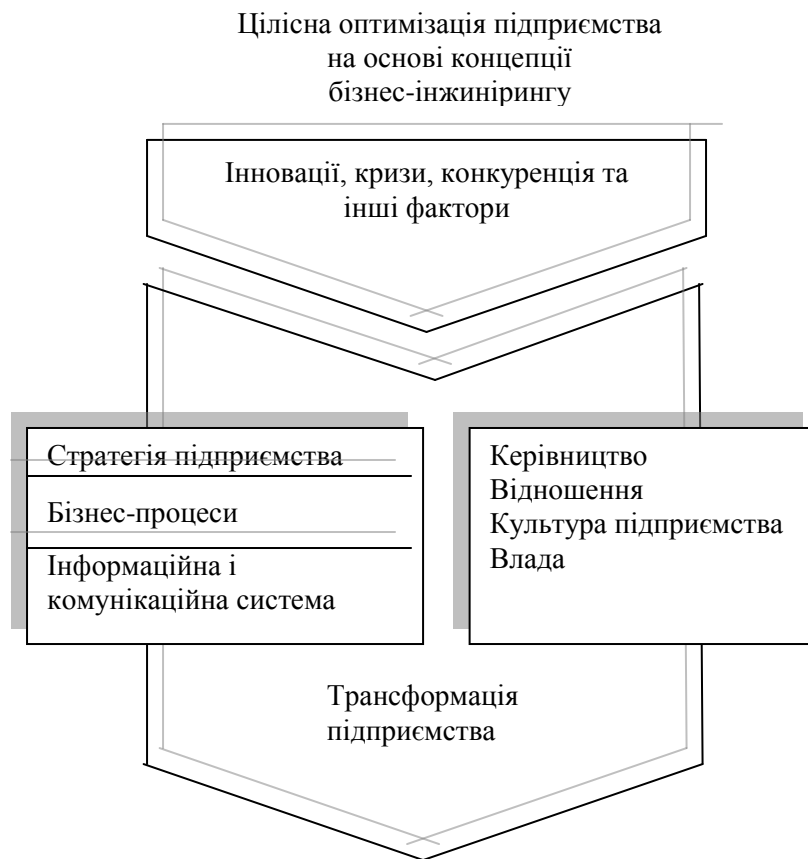 Цілісна оптимізація підприємства
на основі концепції
бізнес-інжинірингу
Інновації, кризи, конкуренція та
інші фактори
Стратегія підприємства
Бізнес-процеси
Інформаційна і
комунікаційна система
Керівництво
Відношення
Культура підприємства
Влада
Трансформація
підприємства